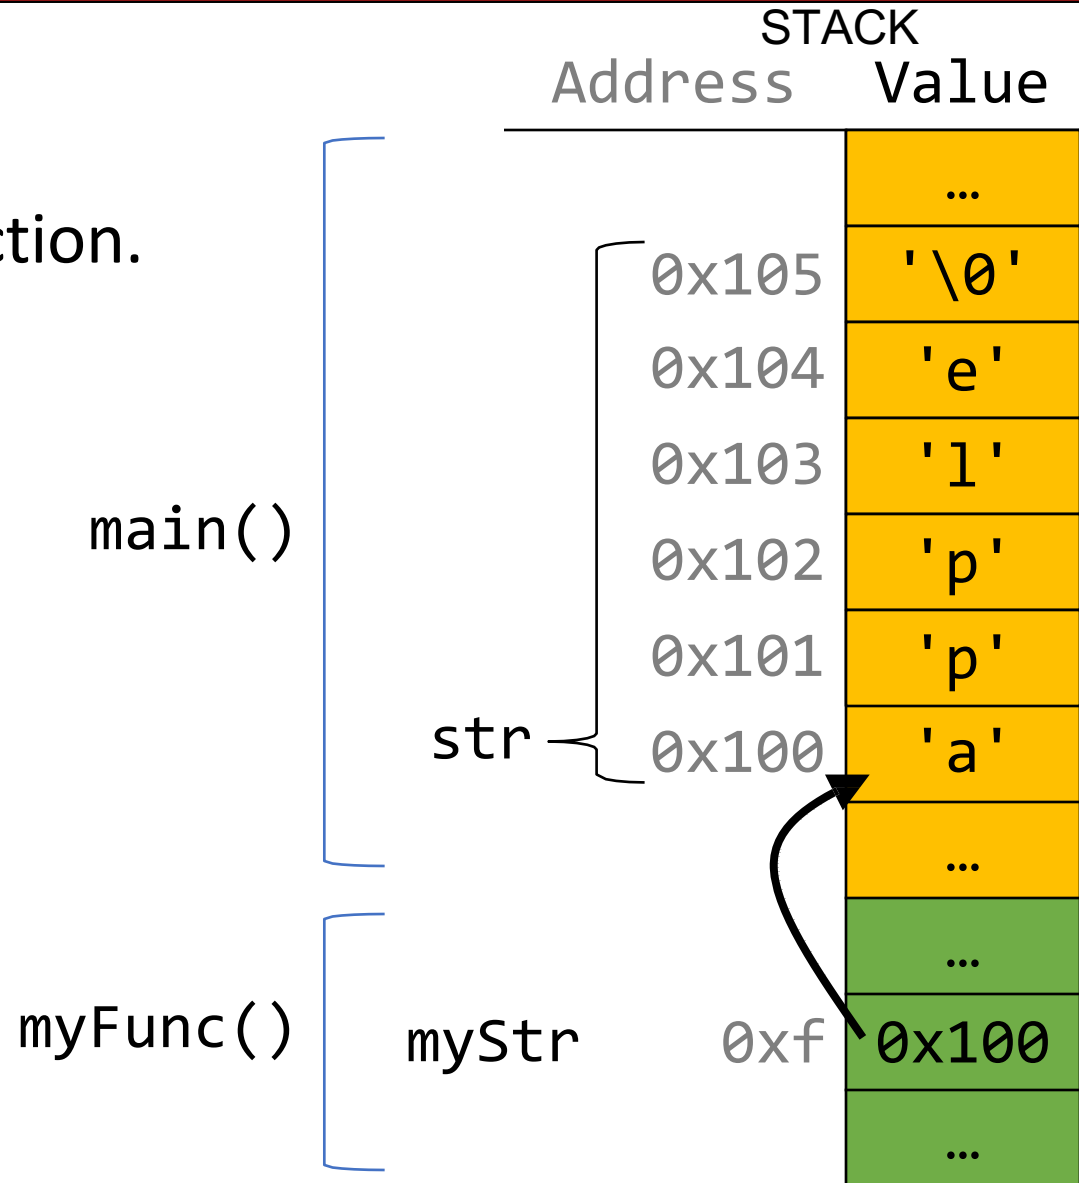 STACK
Address Value
…
ction.
0x105 '\0'
0x104 'e'
0x103 'l'
main()
0x102 'p'
0x101 'p'
str 0x100 'a'
…
…
myFunc() myStr 0xf 0x100
…